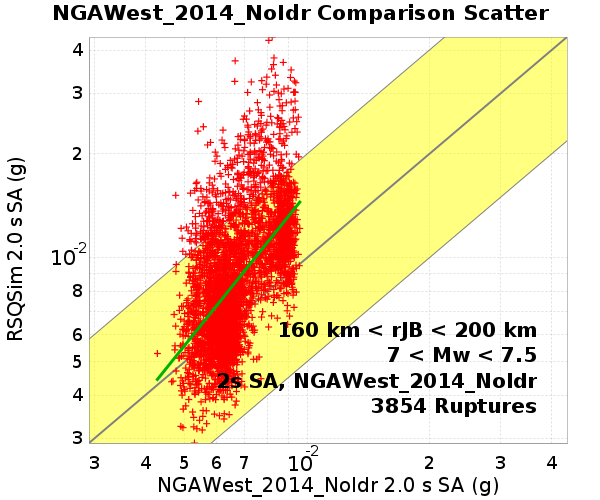 NGAWest_2014_NoIdr Comparison Scatter
RSQSim 2.0 s SA (g)
4
3
2
10-2
8
6
5
4
3
160 km < rJB < 200 km
7 < Mw < 7.5
2s SA, NGAWest_2014_NoIdr
3854 Ruptures
3 4 5 6 7 10-2 2 3 4
NGAWest_2014_NoIdr 2.0 s SA (g)